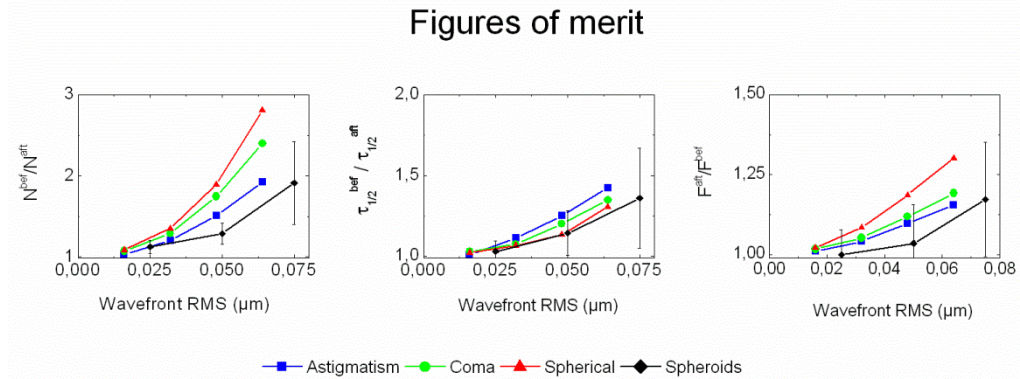 Figures of merit
3
2
1
N^bef/N^aft
0,000 0,025 0,050 0,075
Wavefront RMS (µm)
2,0
1,5
1,0
τ_1/2^bef / τ_1/2^aft
0,000 0,025 0,050 0,075
Wavefront RMS (µm)
1,50
1,25
1,00
F^aft/F^bef
0,00 0,02 0,04 0,06 0,08
Wavefront RMS (µm)
Astigmatism Coma Spherical Spheroids